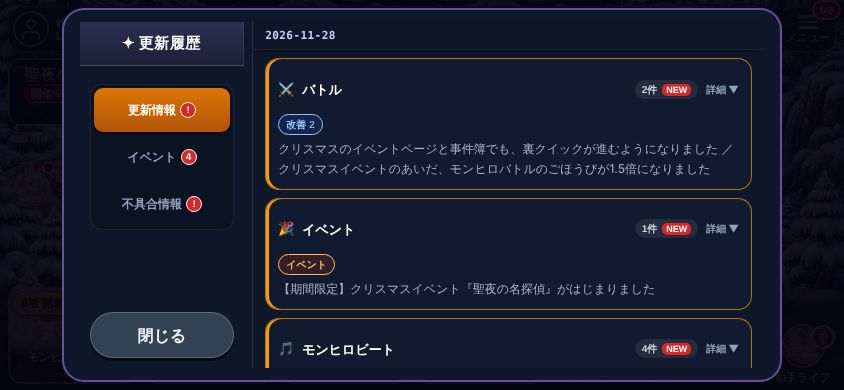 ✦ 更新履歴
更新情報 !
イベント 4
不具合情報 !
閉じる
2026-11-28
バトル
2件 NEW 詳細▼
改善 2
クリスマスのイベントページと事件簿でも、裏クイックが進むようになりました ／
クリスマスイベントのあいだ、モンヒロバトルのごほうびが1.5倍になりました
イベント
1件 NEW 詳細▼
イベント
【期間限定】クリスマスイベント『聖夜の名探偵』がはじまりました
モンヒロビート
4件 NEW 詳細▼
99
メニュー